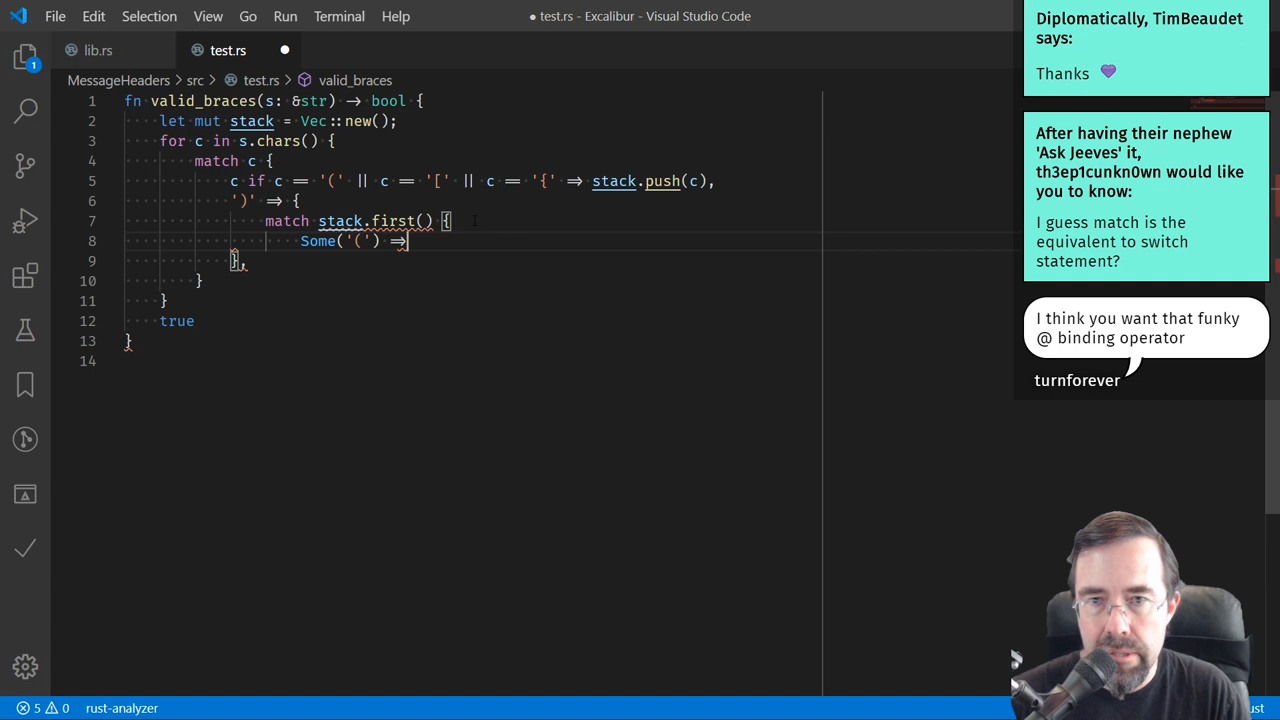 File Edit Selection View Go Run Terminal Help
● test.rs - Excalibur - Visual Studio Code
lib.rs
test.rs ●
MessageHeaders > src > test.rs > valid_braces
1 fn valid_braces(s: &str) → bool {
2 let mut stack = Vec::new();
3 for c in s.chars() {
4 match c {
5 c if c == '(' || c == '[' || c == '{' ⇒ stack.push(c),
6 ')' ⇒ {
7 match stack.first() {
8 Some('(') ⇒
9 },
10 }
11 }
12 true
13 }
14
1
Diplomatically, TimBeaudet
says:
Thanks 💜
After having their nephew
'Ask Jeeves' it,
th3ep1cunkn0wn would like
you to know:
I guess match is the
equivalent to switch
statement?
I think you want that funky
@ binding operator
turnforever
5 0 rust-analyzer